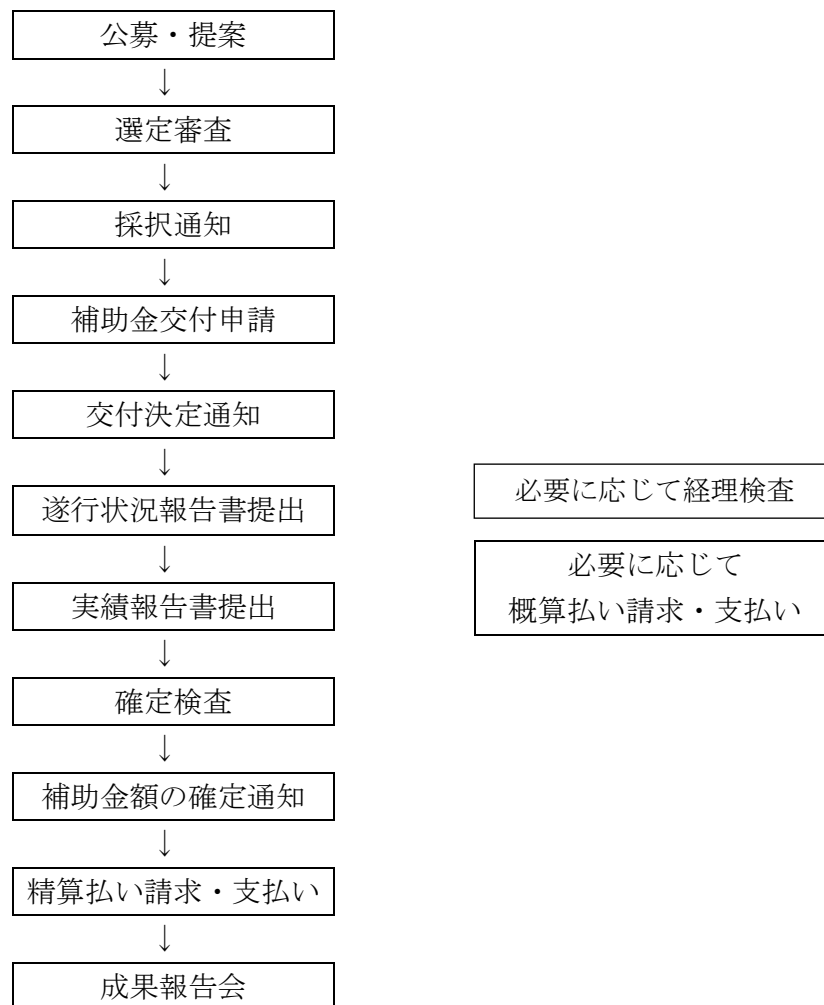 公募・提案
↓
選定審査
↓
採択通知
↓
補助金交付申請
↓
交付決定通知
↓
遂行状況報告書提出
↓
実績報告書提出
↓
確定検査
↓
補助金額の確定通知
↓
精算払い請求・支払い
↓
成果報告会
必要に応じて経理検査
必要に応じて
概算払い請求・支払い